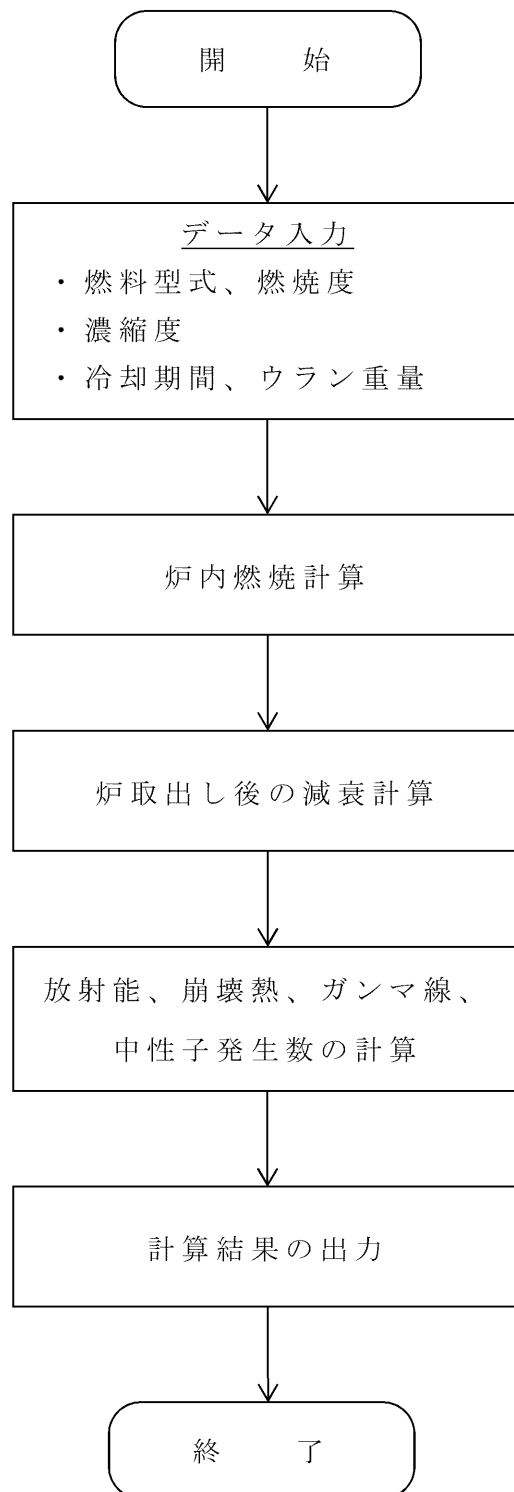 開　始
データ入力
・燃料型式、燃焼度
・濃縮度
・冷却期間、ウラン重量
炉内燃焼計算
炉取出し後の減衰計算
放射能、崩壊熱、ガンマ線、
中性子発生数の計算
計算結果の出力
終　了